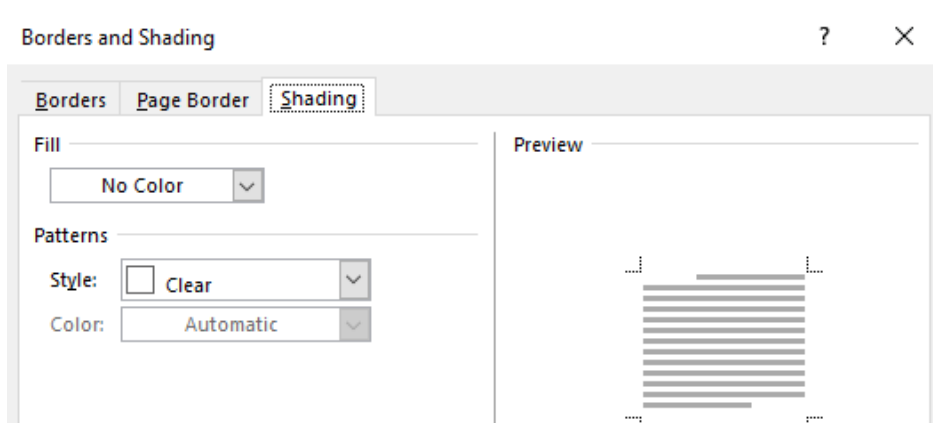 Borders and Shading ?
Borders Page Border Shading
Fill
No Color
Patterns
Style: Clear
Color: Automatic
Preview